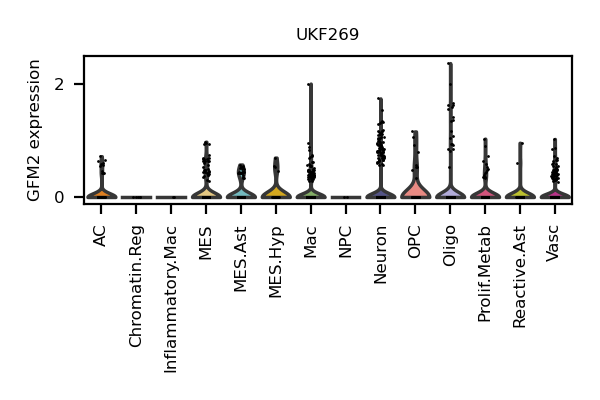 UKF269
GFM2 expression
2
0
AC
Chromatin.Reg
Inflammatory.Mac
MES
MES.Ast
MES.Hyp
Mac
NPC
Neuron
OPC
Oligo
Prolif.Metab
Reactive.Ast
Vasc